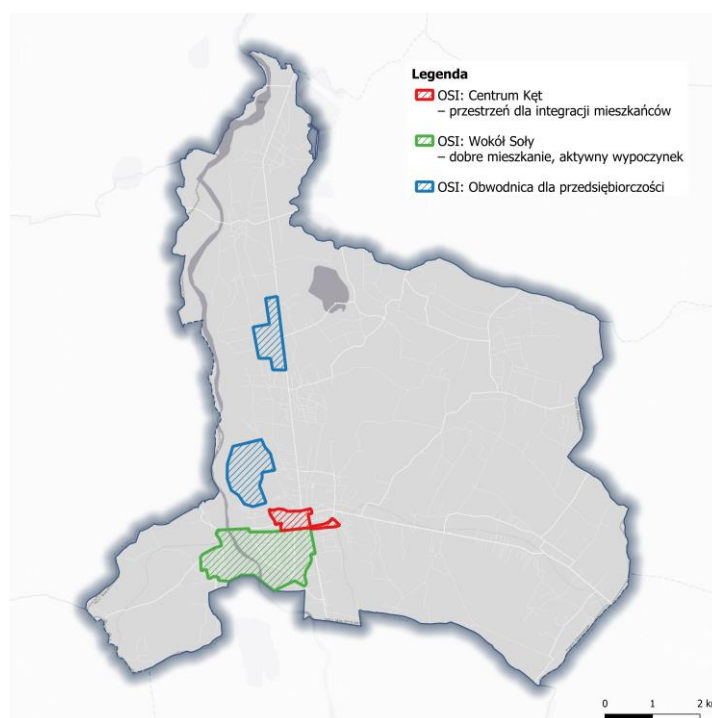 Legenda
OSI: Centrum Kęt
– przestrzeń dla integracji mieszkańców
OSI: Wokół Soły
– dobre mieszkanie, aktywny wypoczynek
OSI: Obwodnica dla przedsiębiorczości
0 1 2 km